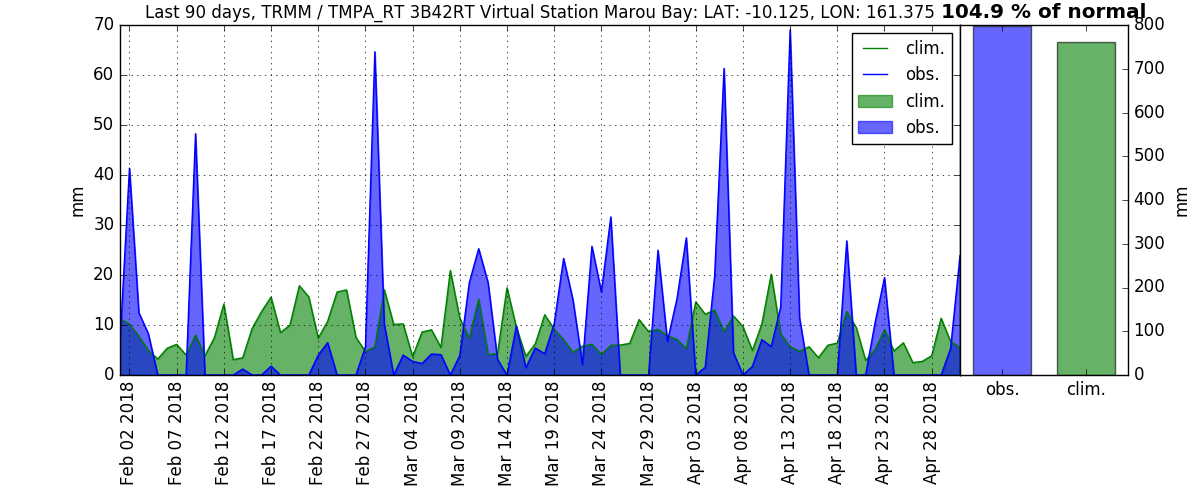 Last 90 days, TRMM / TMPA_RT 3B42RT Virtual Station Marou Bay: LAT: -10.125, LON: 161.375 104.9 % of normal
70
60
50
40
30
20
10
0
mm
clim.
obs.
clim.
obs.
Feb 02 2018
Feb 07 2018
Feb 12 2018
Feb 17 2018
Feb 22 2018
Feb 27 2018
Mar 04 2018
Mar 09 2018
Mar 14 2018
Mar 19 2018
Mar 24 2018
Mar 29 2018
Apr 03 2018
Apr 08 2018
Apr 13 2018
Apr 18 2018
Apr 23 2018
Apr 28 2018
800
700
600
500
400
300
200
100
0
mm
obs.
clim.